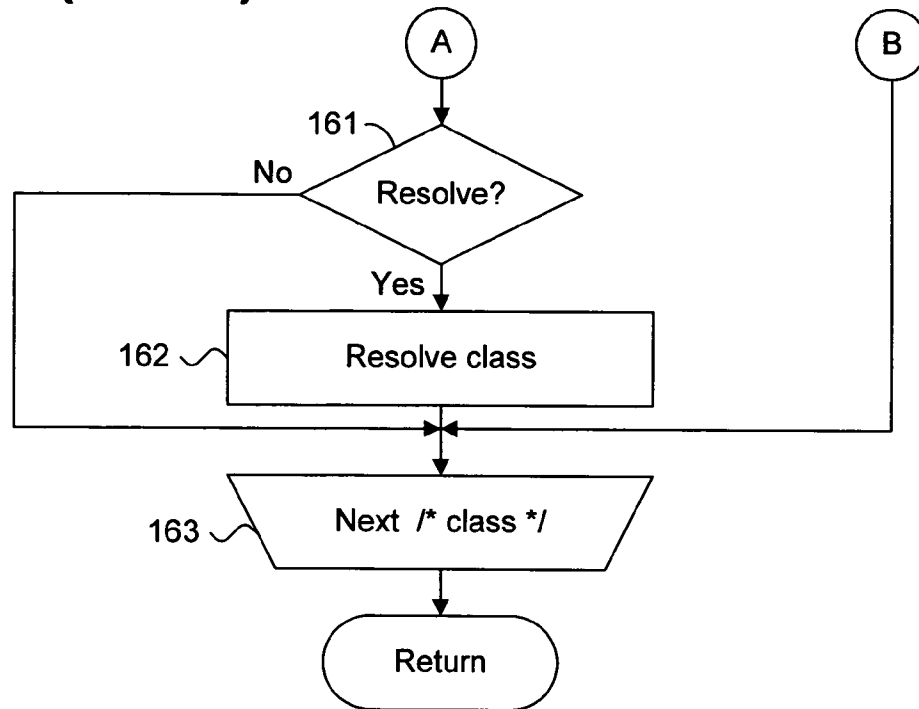 A
B
161
No
Resolve?
Yes
162
Resolve class
163
Next /* class */
Return